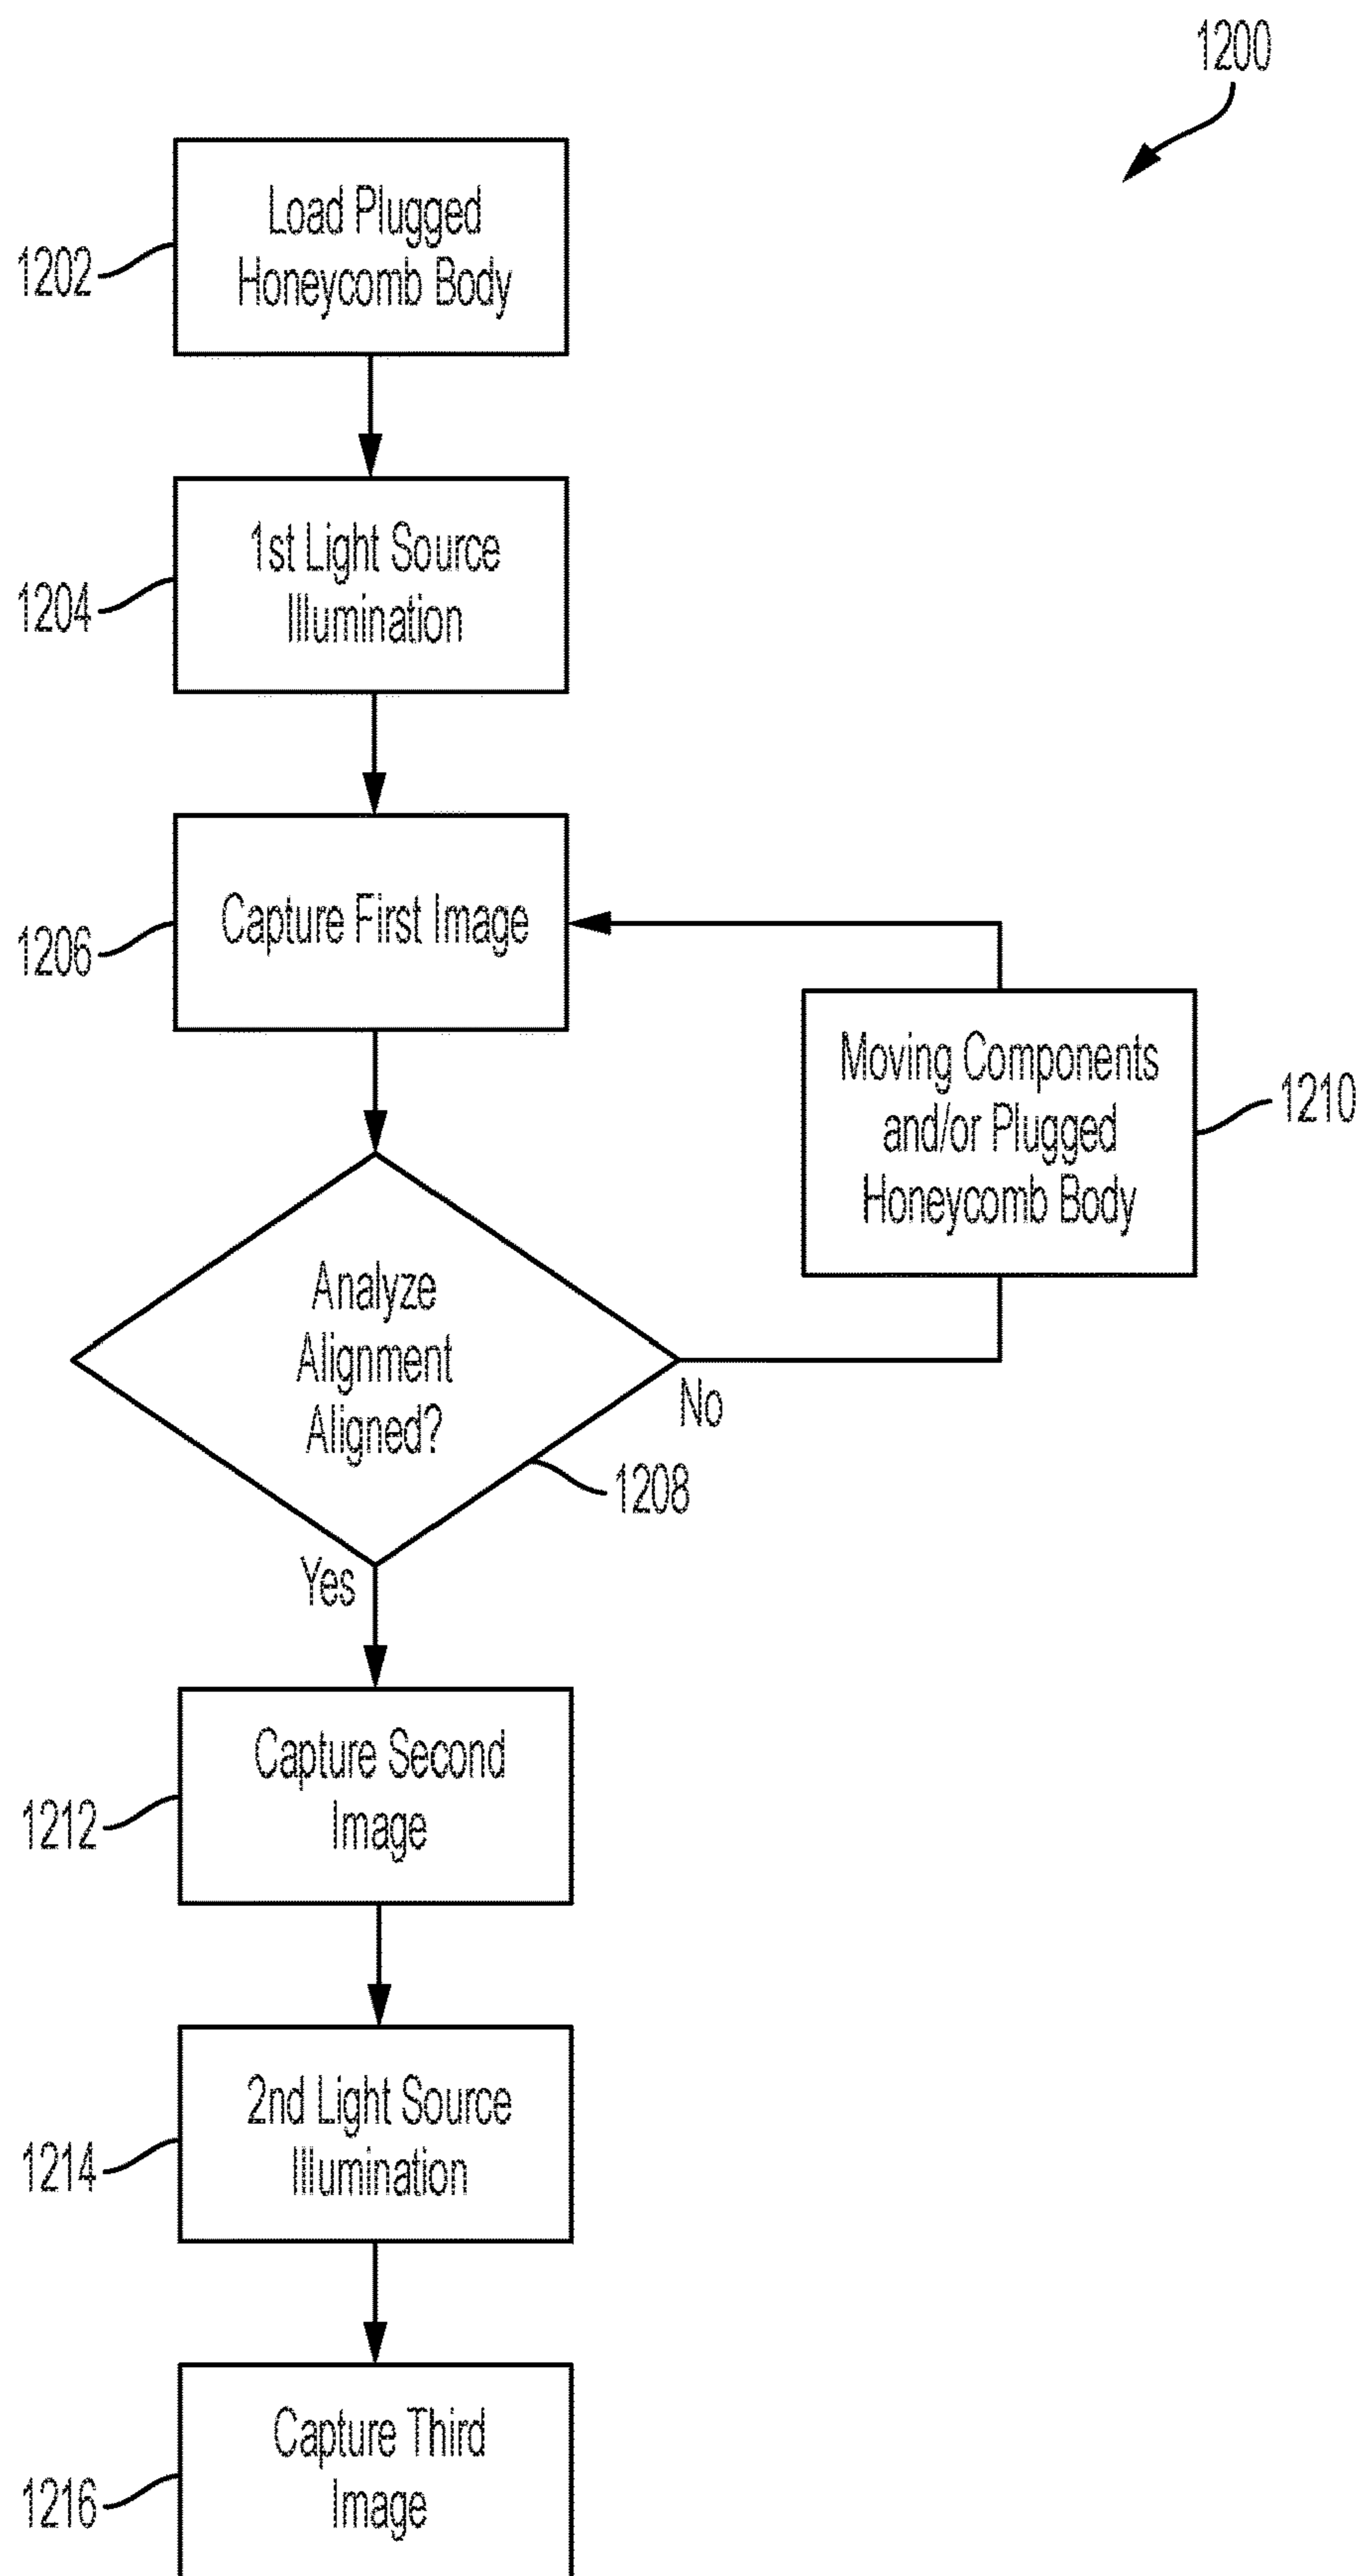 1200
Load Plugged
Honeycomb Body
1202
1st Light Source
Illumination
1204
Capture First Image
1206
Moving Components
and/or Plugged
Honeycomb Body
1210
Analyze
Alignment
Aligned?
No
1208
Yes
Capture Second
Image
1212
2nd Light Source
Illumination
1214
Capture Third
Image
1216